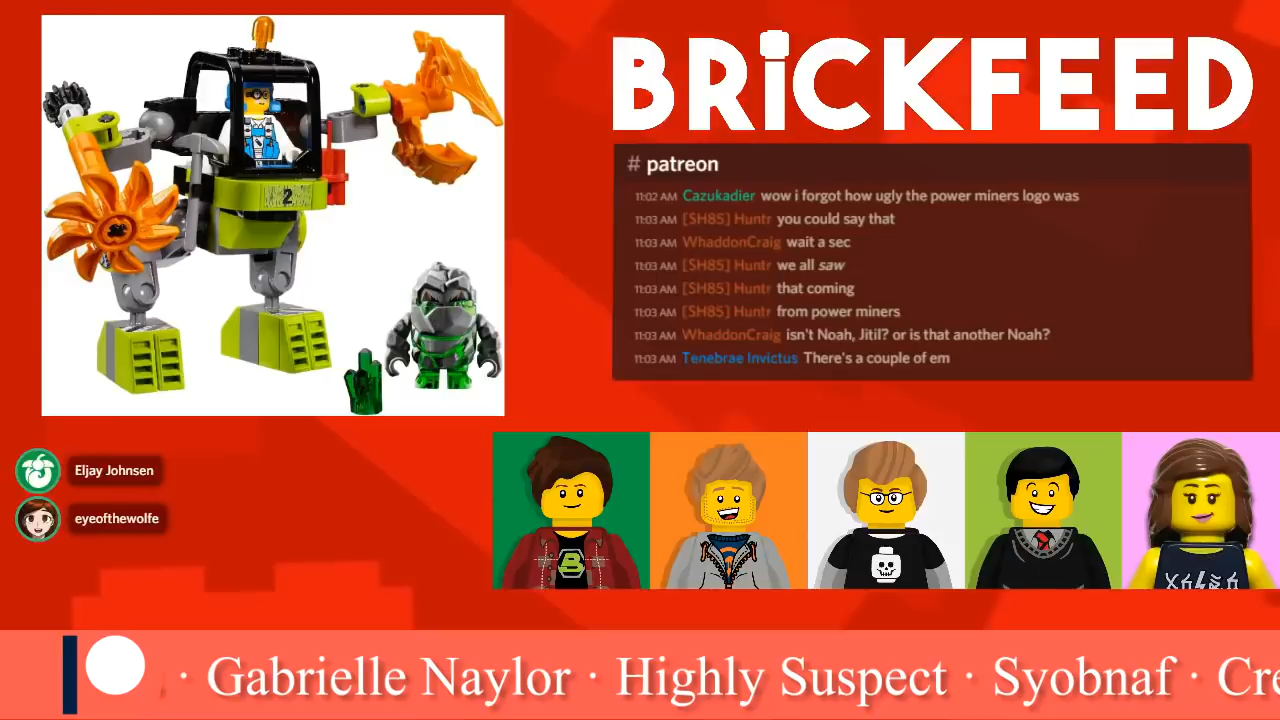 BRiCKFEED
# patreon
11:02 AM Cazukadier wow i forgot how ugly the power miners logo was
11:03 AM [SH85] Huntr you could say that
11:03 AM WhaddonCraig wait a sec
11:03 AM [SH85] Huntr we all saw
11:03 AM [SH85] Huntr that coming
11:03 AM [SH85] Huntr from power miners
11:03 AM WhaddonCraig isn't Noah, Jitil? or is that another Noah?
11:03 AM Tenebrae Invictus There's a couple of em
2
Eljay Johnsen
eyeofthewolfe
B
· Gabrielle Naylor · Highly Suspect · Syobnaf · Cre